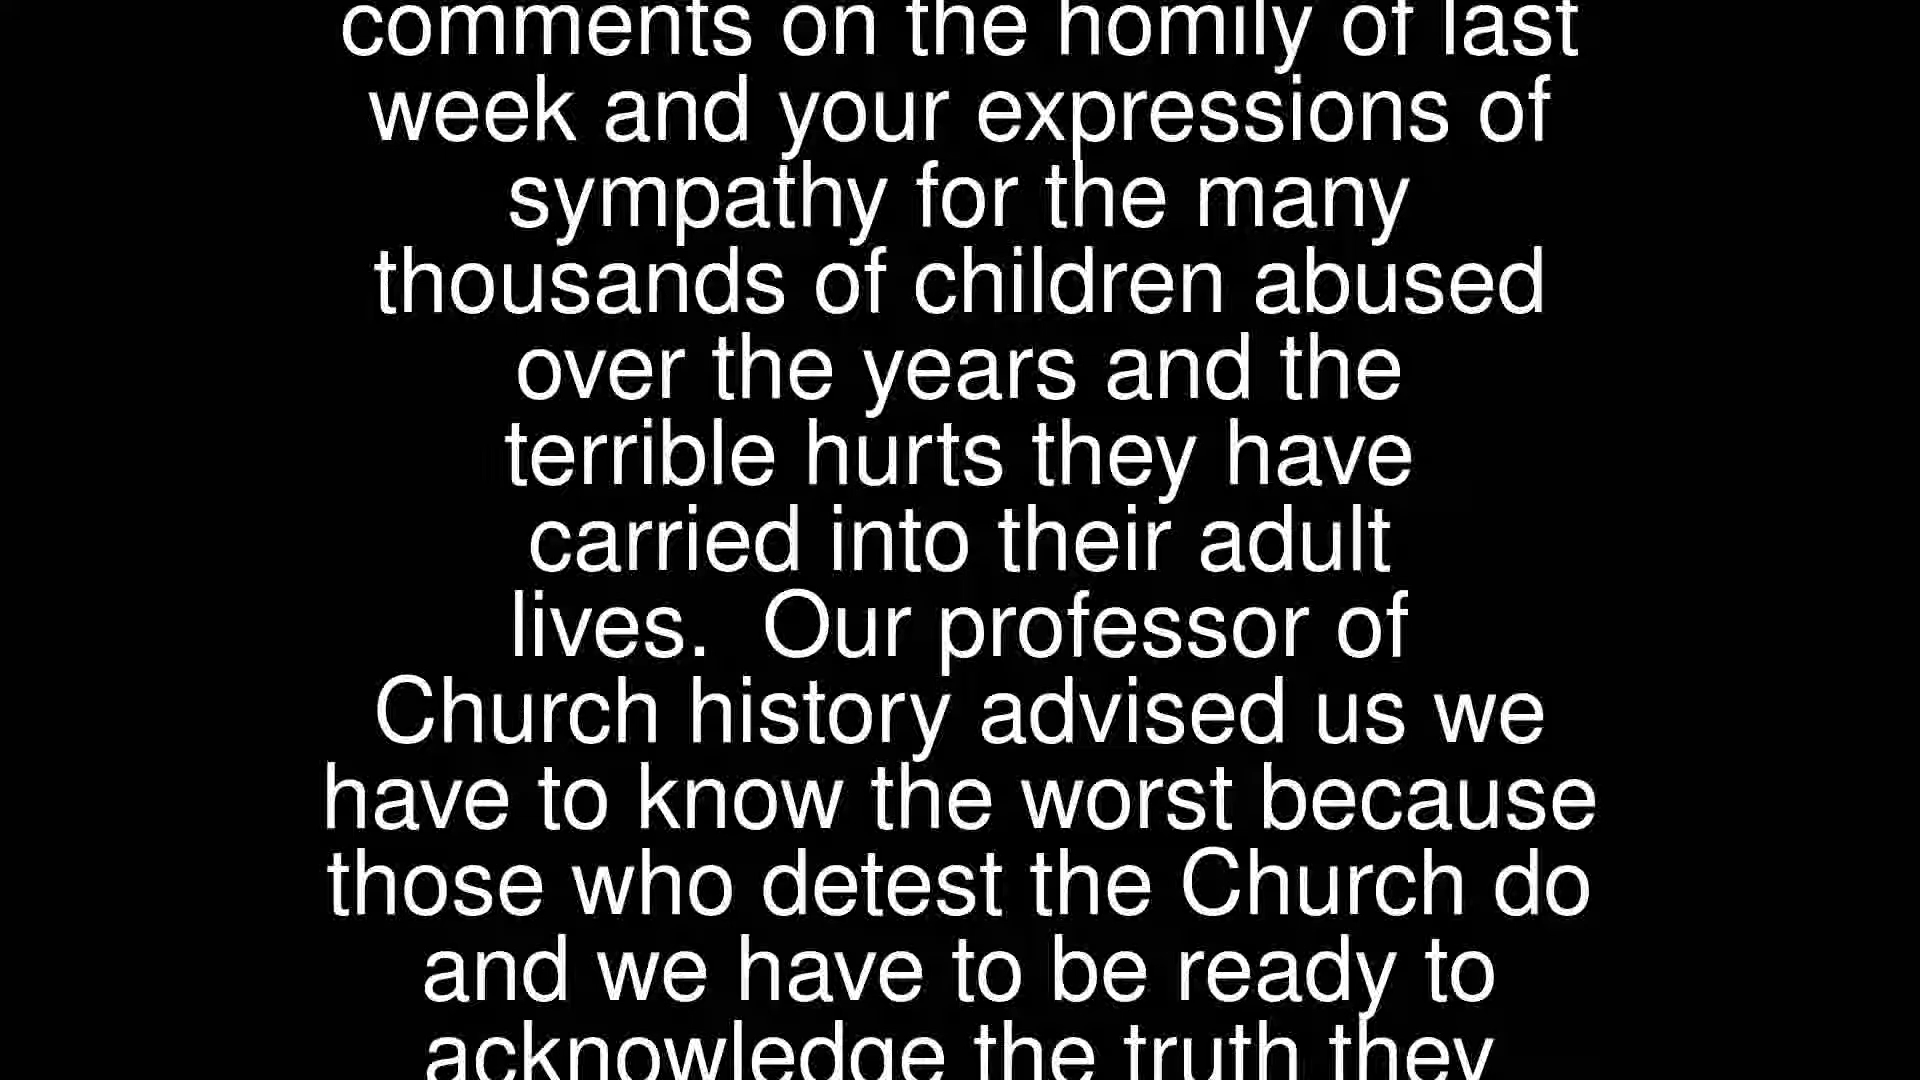 comments on the homily of last
week and your expressions of
sympathy for the many
thousands of children abused
over the years and the
terrible hurts they have
carried into their adult
lives.  Our professor of
Church history advised us we
have to know the worst because
those who detest the Church do
and we have to be ready to
acknowledge the truth they